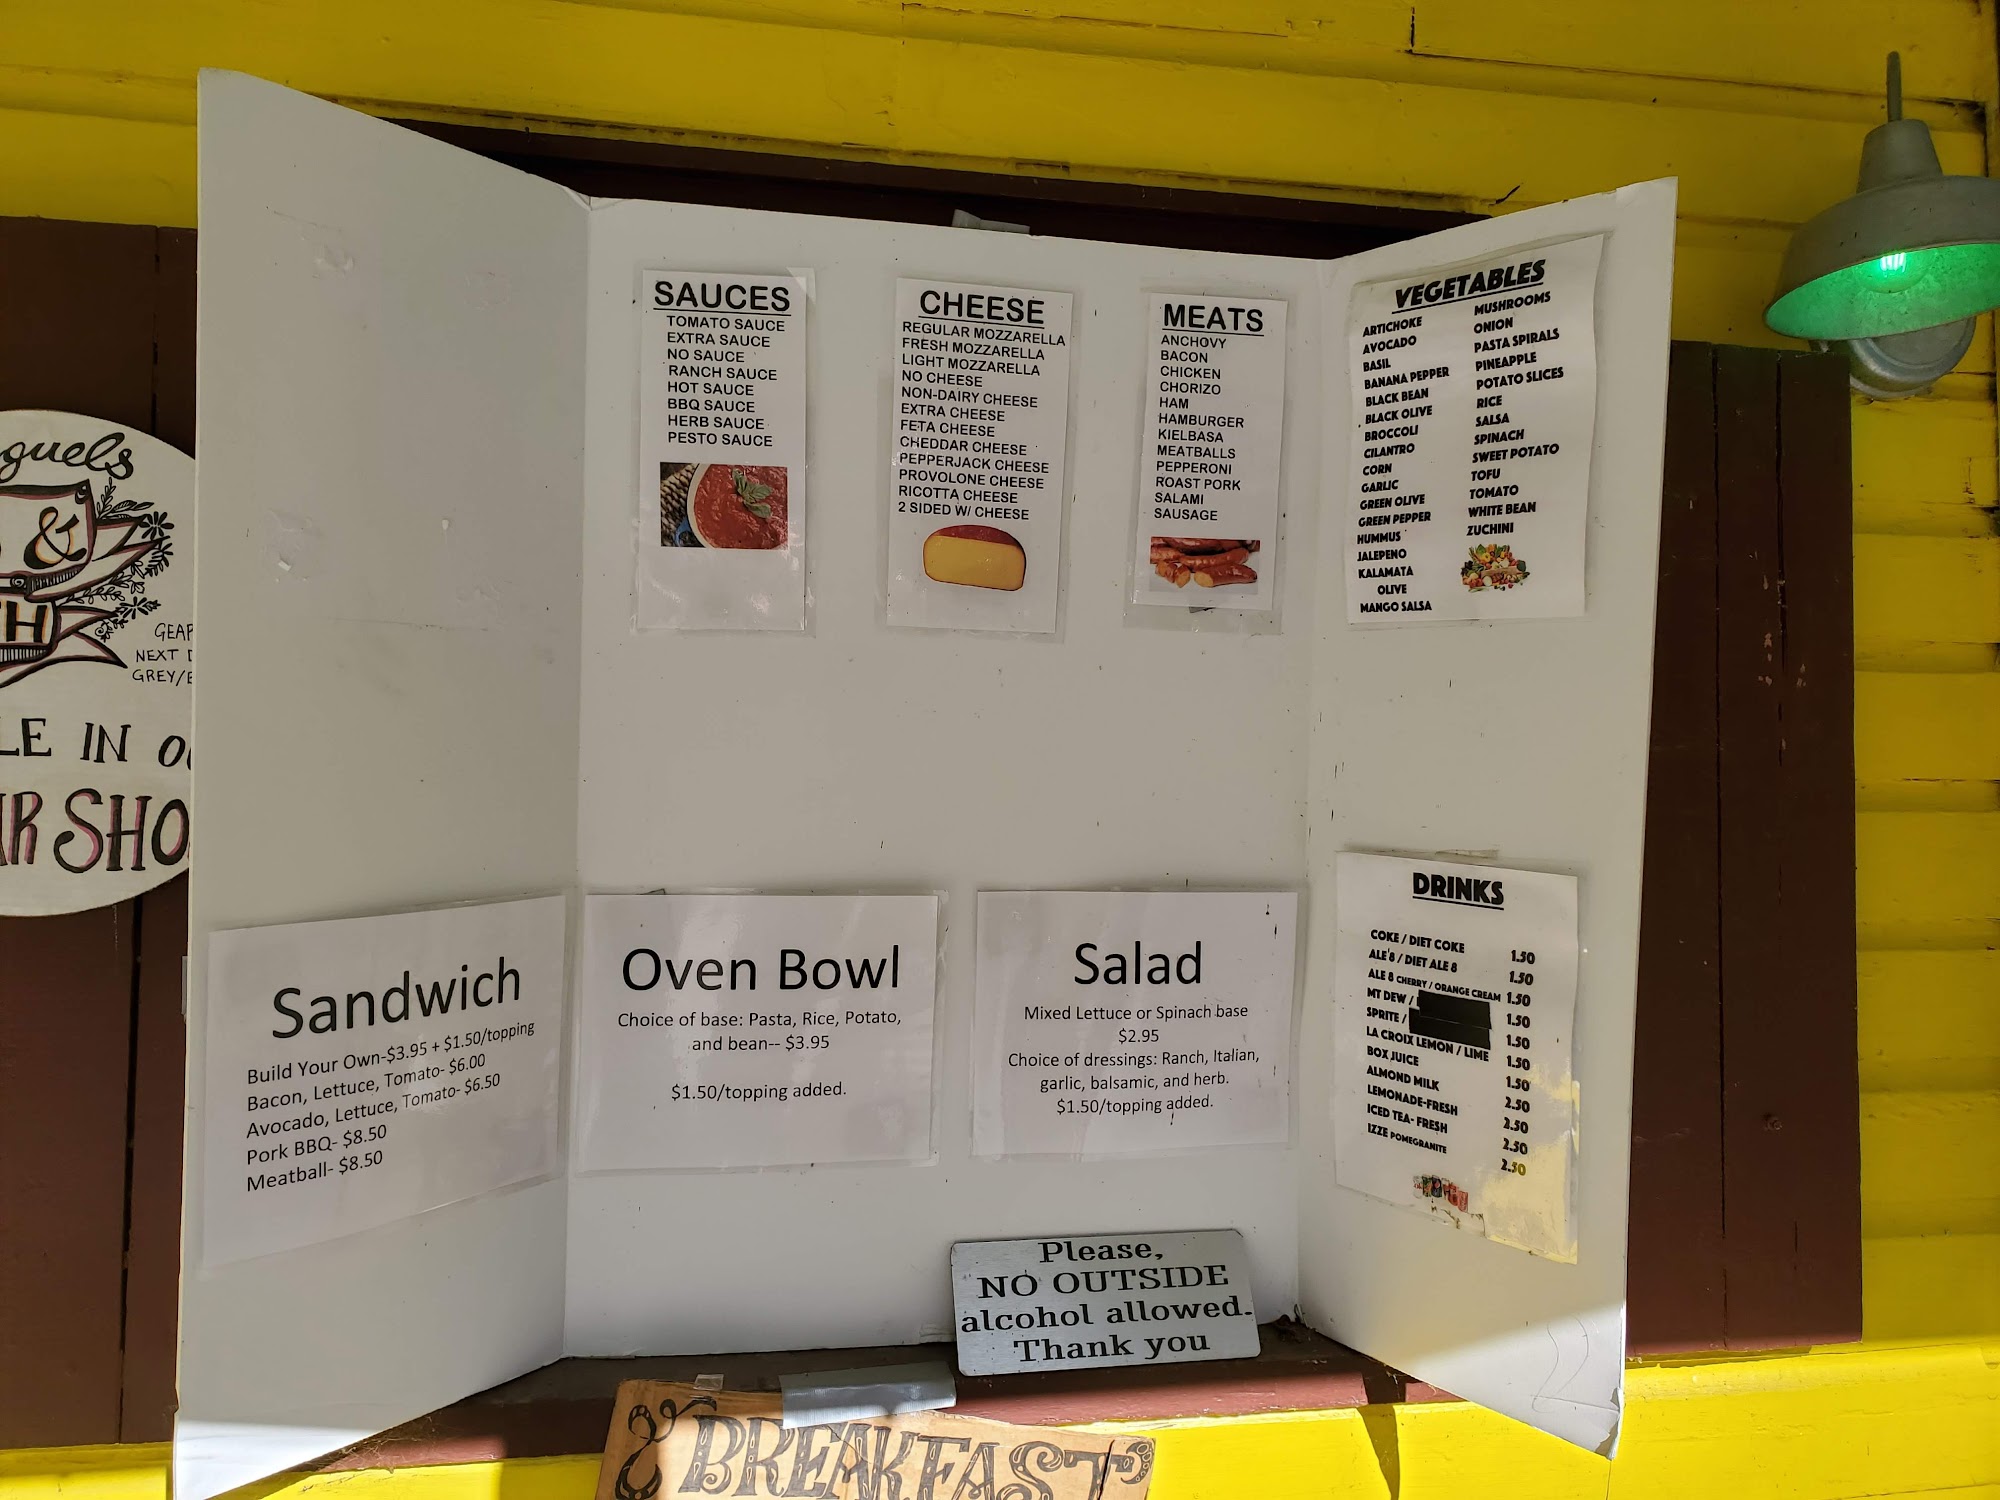 guels
&
H
NEXT
GREY/
LE IN
SHO
SAUCES
TOMATO SAUCE
EXTRA SAUCE
NO SAUCE
RANCH SAUCE
HOT SAUCE
BBQ SAUCE
HERB SAUCE
PESTO SAUCE
CHEESE
REGULAR MOZZARELLA
FRESH MOZZARELLA
LIGHT MOZZARELLA
NO CHEESE
NON-DAIRY CHEESE
EXTRA CHEESE
FETA CHEESE
CHEDDAR CHEESE
PEPPERJACK CHEESE
PROVOLONE CHEESE
RICOTTA CHEESE
2 SIDED W/ CHEESE
MEATS
ANCHOVY
BACON
CHICKEN
CHORIZO
HAM
HAMBURGER
KIELBASA
MEATBALLS
PEPPERONI
ROAST PORK
SALAMI
SAUSAGE
VEGETABLES
ARTICHOKE
AVOCADO
BASIL
BANANA PEPPER
BLACK BEAN
BLACK OLIVE
BROCCOLI
CILANTRO
CORN
GARLIC
GREEN OLIVE
GREEN PEPPER
HUMMUS
JALEPENO
KALAMATA
OLIVE
MANGO SALSA
MUSHROOMS
ONION
PASTA SPIRALS
PINEAPPLE
POTATO SLICES
RICE
SALSA
SPINACH
SWEET POTATO
TOFU
TOMATO
WHITE BEAN
ZUCHINI
Sandwich
Build Your Own-$3.95 + $1.50/topping
Bacon, Lettuce, Tomato- $6.00
Avocado, Lettuce, Tomato- $6.50
Pork BBQ- $8.50
Meatball- $8.50
Oven Bowl
Choice of base: Pasta, Rice, Potato,
and bean-- $3.95
$1.50/topping added.
Salad
Mixed Lettuce or Spinach base
$2.95
Choice of dressings: Ranch, Italian,
garlic, balsamic, and herb.
$1.50/topping added.
DRINKS
COKE / DIET COKE 1.50
ALE'8 / DIET ALE 8 1.50
ALE 8 CHERRY / ORANGE CREAM 1.50
MT DEW / 1.50
SPRITE / 1.50
LA CROIX LEMON / LIME 1.50
BOX JUICE 1.50
ALMOND MILK 2.50
LEMONADE-FRESH 2.50
ICED TEA- FRESH 2.50
IZZE POMEGRANITE 2.50
Please,
NO OUTSIDE
alcohol allowed.
Thank you
BREAKFAST